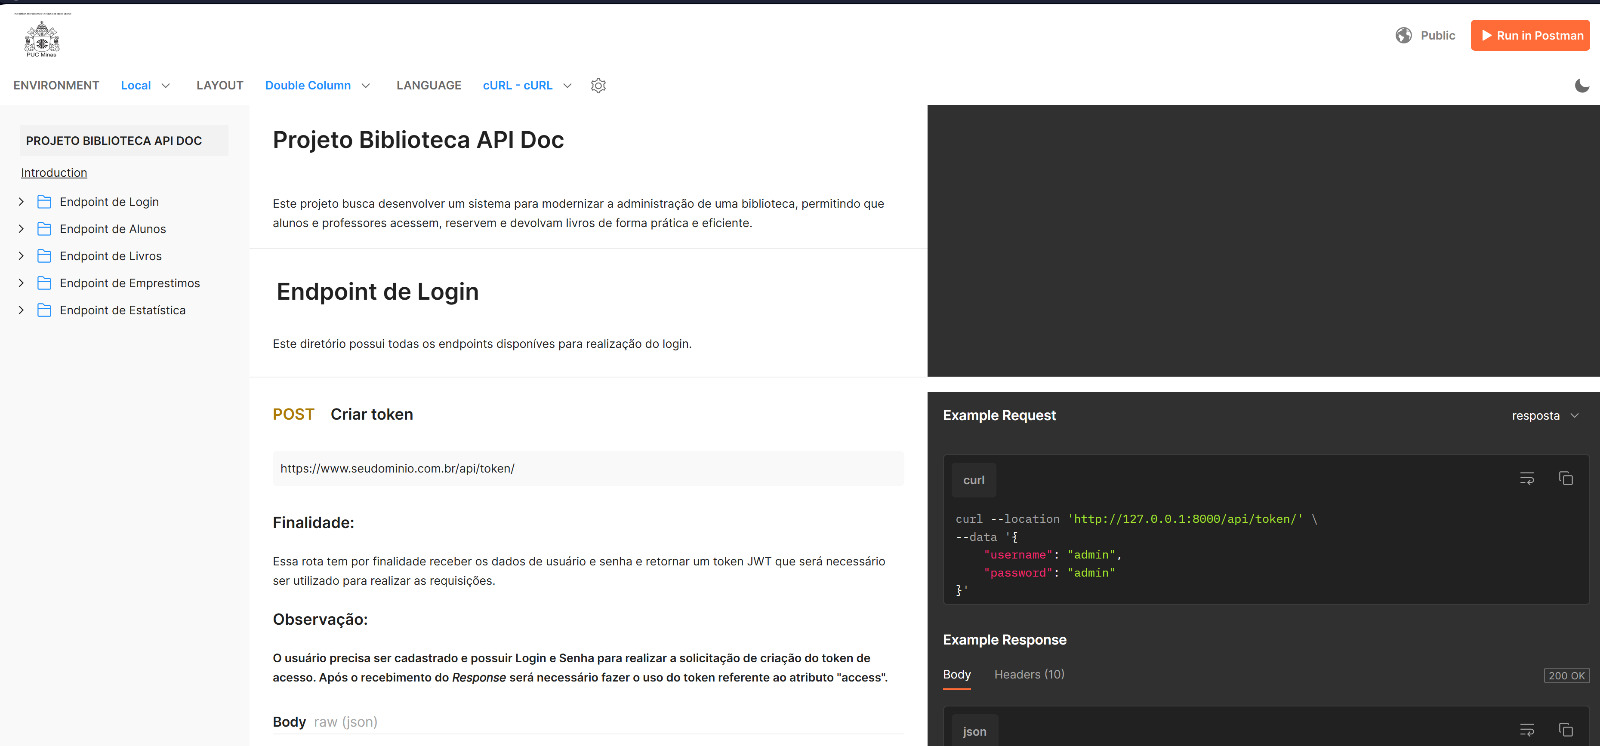 PUC Minas
Public
Run in Postman
ENVIRONMENT Local LAYOUT Double Column LANGUAGE cURL - cURL
PROJETO BIBLIOTECA API DOC
Introduction
Endpoint de Login
Endpoint de Alunos
Endpoint de Livros
Endpoint de Emprestimos
Endpoint de Estatística
Projeto Biblioteca API Doc
Este projeto busca desenvolver um sistema para modernizar a administração de uma biblioteca, permitindo que
alunos e professores acessem, reservem e devolvam livros de forma prática e eficiente.
Endpoint de Login
Este diretório possui todas os endpoints disponíves para realização do login.
POST Criar token
https://www.seudominio.com.br/api/token/
Finalidade:
Essa rota tem por finalidade receber os dados de usuário e senha e retornar um token JWT que será necessário
ser utilizado para realizar as requisições.
Observação:
O usuário precisa ser cadastrado e possuir Login e Senha para realizar a solicitação de criação do token de
acesso. Após o recebimento do Response será necessário fazer o uso do token referente ao atributo "access".
Body raw (json)
Example Request
resposta
curl
curl --location 'http://127.0.0.1:8000/api/token/' \
--data '{
"username": "admin",
"password": "admin"
}'
Example Response
Body Headers (10)
200 OK
json